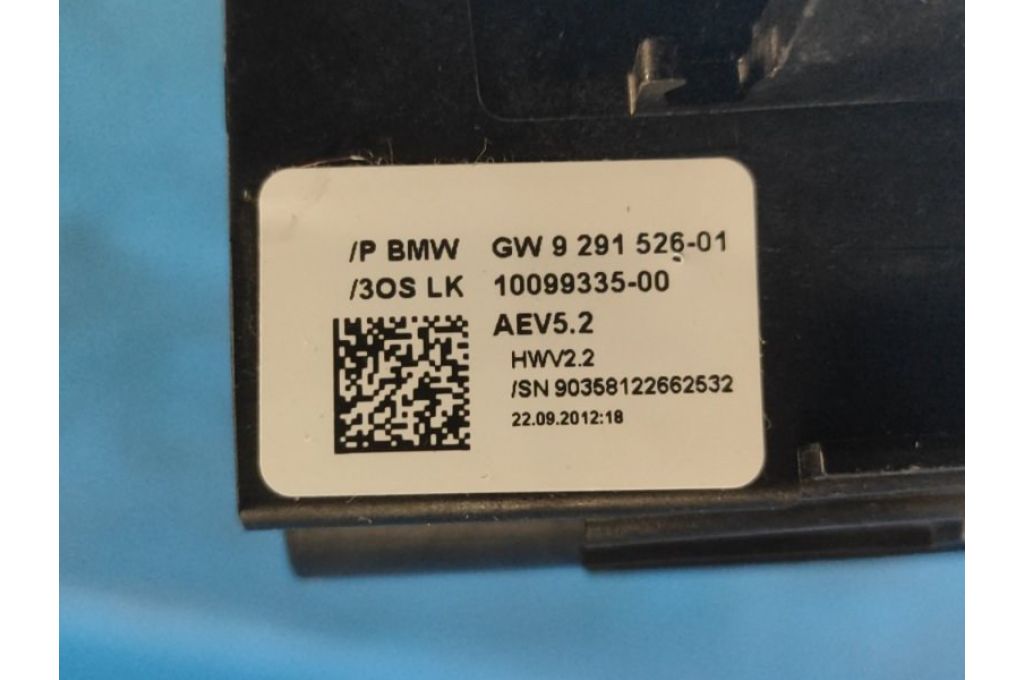 /P BMW GW 9 291 526-01
/3OS LK 10099335-00
AEV5.2
HWV2.2
/SN 90358122662532
22.09.2012:18